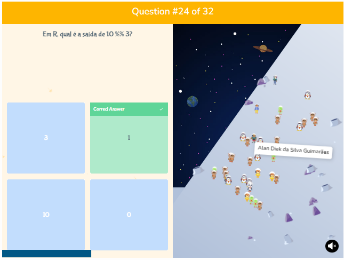 Question #24 of 32
Em R, qual é a saída de 10 %% 3?
3
Correct Answer
1
10
0
Alan Diek da Silva Guimarães